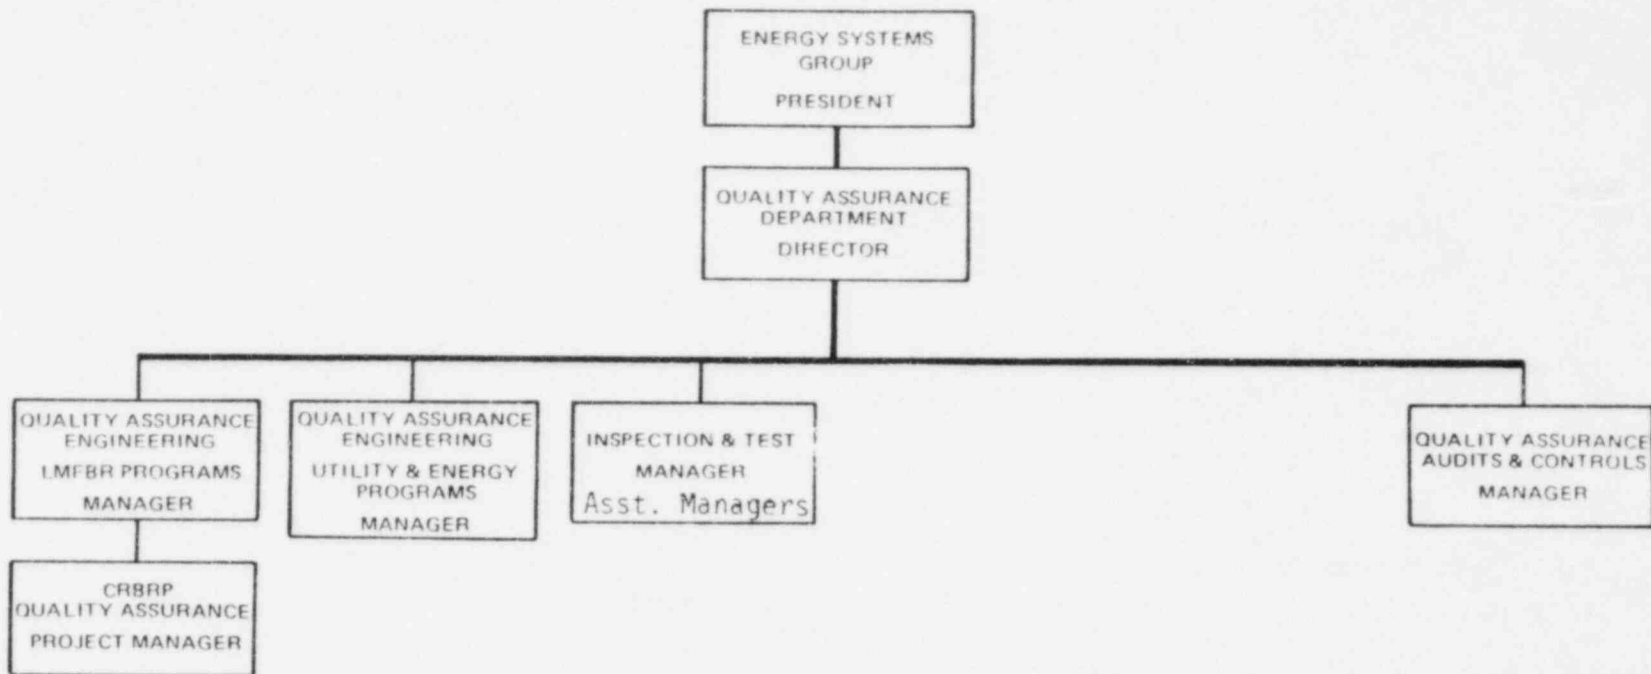 ENERGY SYSTEMS
GROUP
PRESIDENT
QUALITY ASSURANCE
DEPARTMENT
DIRECTOR
QUALITY ASSURANCE
ENGINEERING
LMFBR PROGRAMS
MANAGER
QUALITY ASSURANCE
ENGINEERING
UTILITY & ENERGY
PROGRAMS
MANAGER
INSPECTION & TEST
MANAGER
Asst. Managers
QUALITY ASSURANCE
AUDITS & CONTROLS
MANAGER
CRBRP
QUALITY ASSURANCE
PROJECT MANAGER